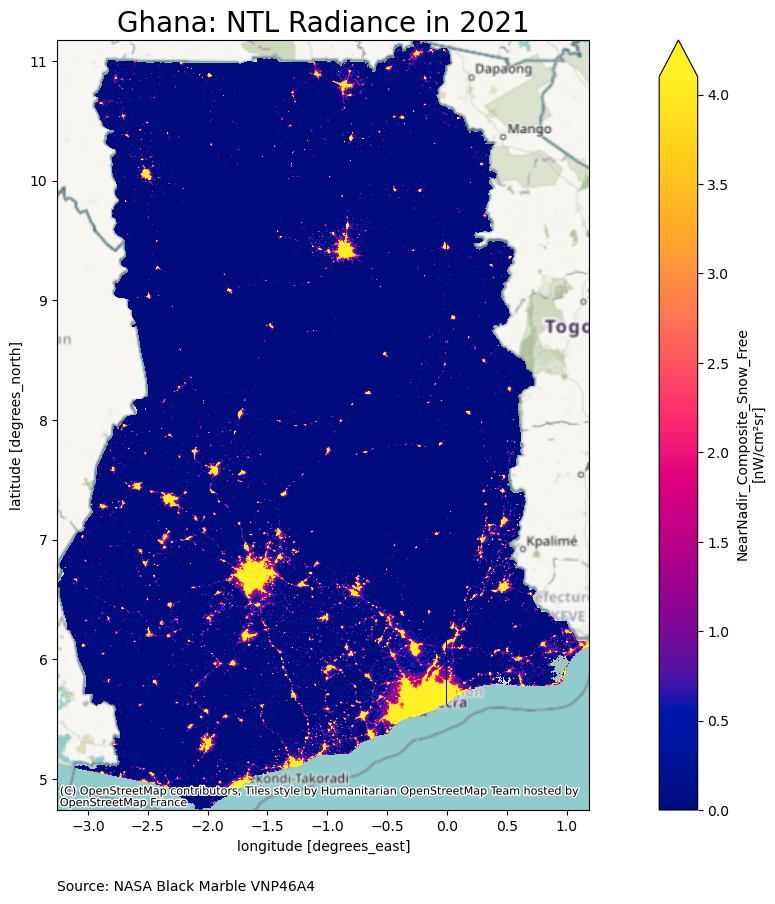 Ghana: NTL Radiance in 2021
11
10
9
8
7
6
5
latitude [degrees_north]
Dapaong
Mango
Togo
an
Kpalimé
efecture
KEVE
ekondi-Takoradi
(C) OpenStreetMap contributors, Tiles style by Humanitarian OpenStreetMap Team hosted by
OpenStreetMap France
−3.0 −2.5 −2.0 −1.5 −1.0 −0.5 0.0 0.5 1.0
longitude [degrees_east]
4.0
3.5
3.0
2.5
2.0
1.5
1.0
0.5
0.0
NearNadir_Composite_Snow_Free
[nW/cm²sr]
Source: NASA Black Marble VNP46A4